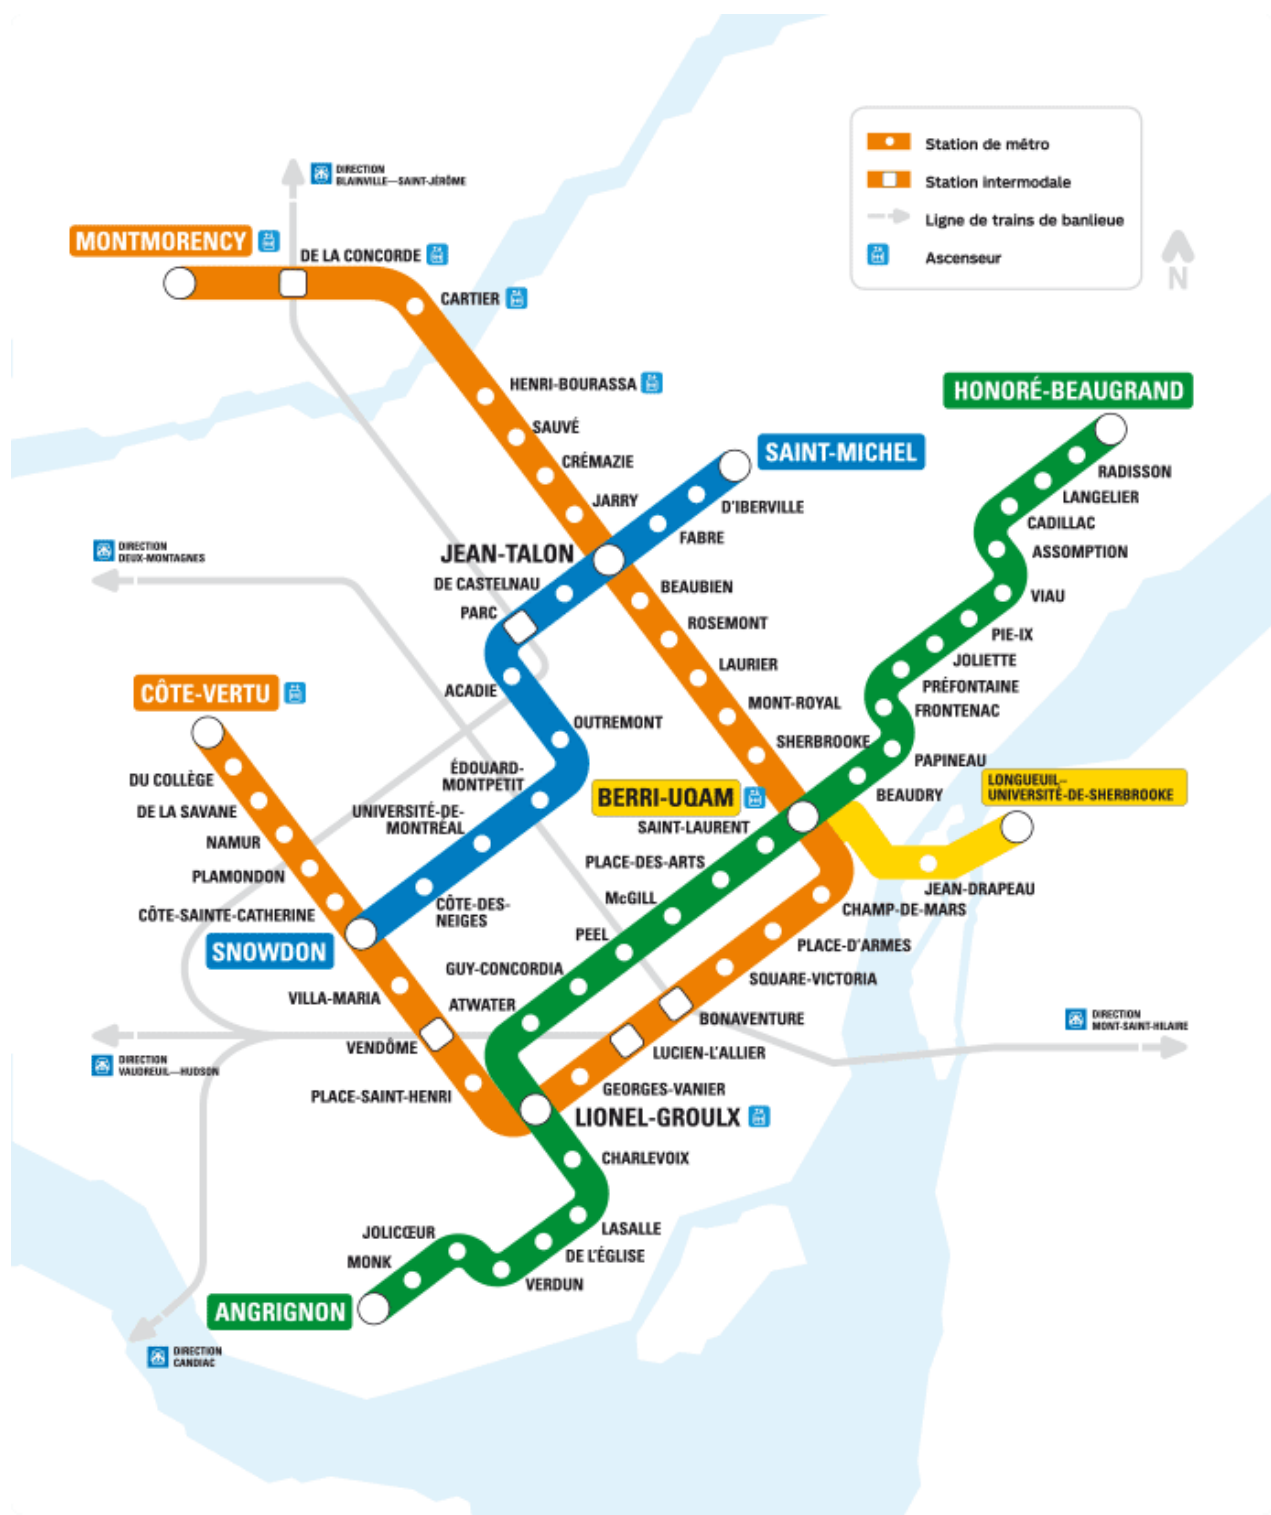 DIRECTION
BLAINVILLE—SAINT-JÉRÔME
Station de métro
Station intermodale
Ligne de trains de banlieue
Ascenseur
N
MONTMORENCY
DE LA CONCORDE
CARTIER
HENRI-BOURASSA
SAUVÉ
CRÉMAZIE
JARRY
HONORÉ-BEAUGRAND
RADISSON
LANGELIER
CADILLAC
ASSOMPTION
VIAU
PIE-IX
JOLIETTE
PRÉFONTAINE
FRONTENAC
PAPINEAU
BEAUDRY
SAINT-MICHEL
D'IBERVILLE
FABRE
JEAN-TALON
DE CASTELNAU
PARC
ACADIE
OUTREMONT
ÉDOUARD-
MONTPETIT
UNIVERSITÉ-DE-
MONTRÉAL
CÔTE-DES-
NEIGES
BEAUBIEN
ROSEMONT
LAURIER
MONT-ROYAL
SHERBROOKE
DIRECTION
DEUX-MONTAGNES
CÔTE-VERTU
DU COLLÈGE
DE LA SAVANE
NAMUR
PLAMONDON
CÔTE-SAINTE-CATHERINE
SNOWDON
VILLA-MARIA
VENDÔME
PLACE-SAINT-HENRI
BERRI-UQAM
SAINT-LAURENT
PLACE-DES-ARTS
McGILL
PEEL
GUY-CONCORDIA
ATWATER
LONGUEUIL–
UNIVERSITÉ-DE-SHERBROOKE
JEAN-DRAPEAU
CHAMP-DE-MARS
PLACE-D'ARMES
SQUARE-VICTORIA
BONAVENTURE
LUCIEN-L'ALLIER
GEORGES-VANIER
LIONEL-GROULX
DIRECTION
MONT-SAINT-HILAIRE
DIRECTION
VAUDREUIL—HUDSON
CHARLEVOIX
LASALLE
DE L'ÉGLISE
VERDUN
JOLICŒUR
MONK
ANGRIGNON
DIRECTION
CANDIAC